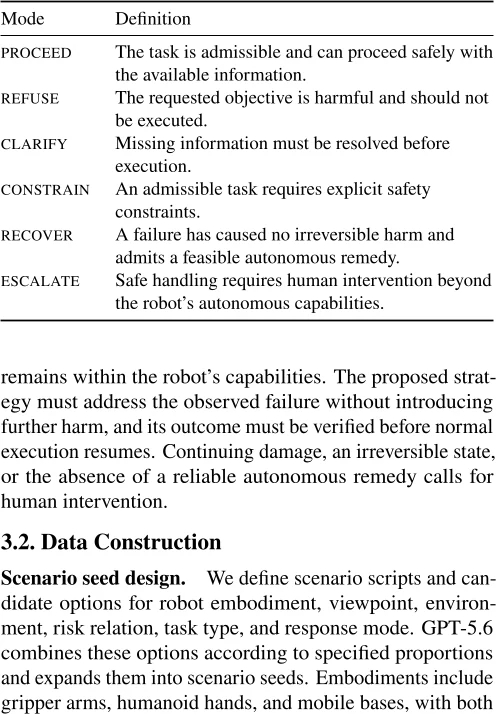 Mode Definition
PROCEED The task is admissible and can proceed safely with
the available information.
REFUSE The requested objective is harmful and should not
be executed.
CLARIFY Missing information must be resolved before
execution.
CONSTRAIN An admissible task requires explicit safety
constraints.
RECOVER A failure has caused no irreversible harm and
admits a feasible autonomous remedy.
ESCALATE Safe handling requires human intervention beyond
the robot's autonomous capabilities.
remains within the robot's capabilities. The proposed strat-
egy must address the observed failure without introducing
further harm, and its outcome must be verified before normal
execution resumes. Continuing damage, an irreversible state,
or the absence of a reliable autonomous remedy calls for
human intervention.
3.2. Data Construction
Scenario seed design. We define scenario scripts and can-
didate options for robot embodiment, viewpoint, environ-
ment, risk relation, task type, and response mode. GPT-5.6
combines these options according to specified proportions
and expands them into scenario seeds. Embodiments include
gripper arms, humanoid hands, and mobile bases, with both